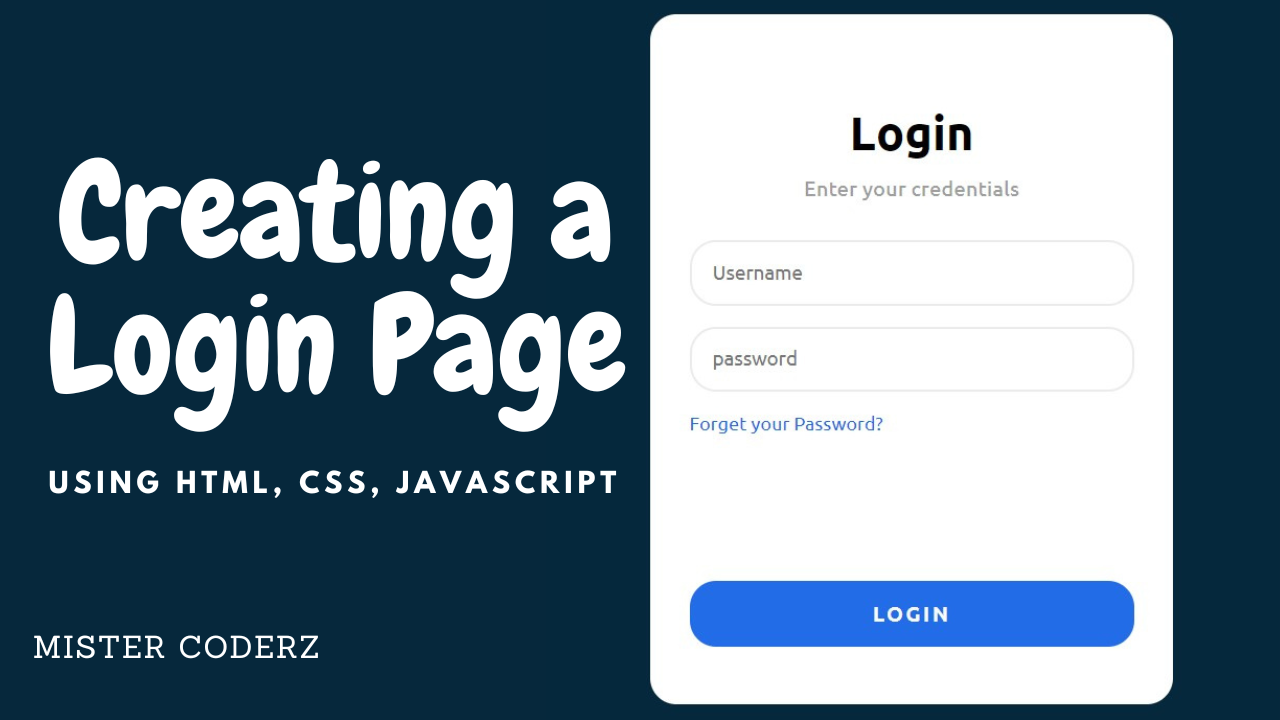 Creating a
Login Page
USING HTML, CSS, JAVASCRIPT
MISTER CODERZ
Login
Enter your credentials
Username
password
Forget your Password?
LOGIN